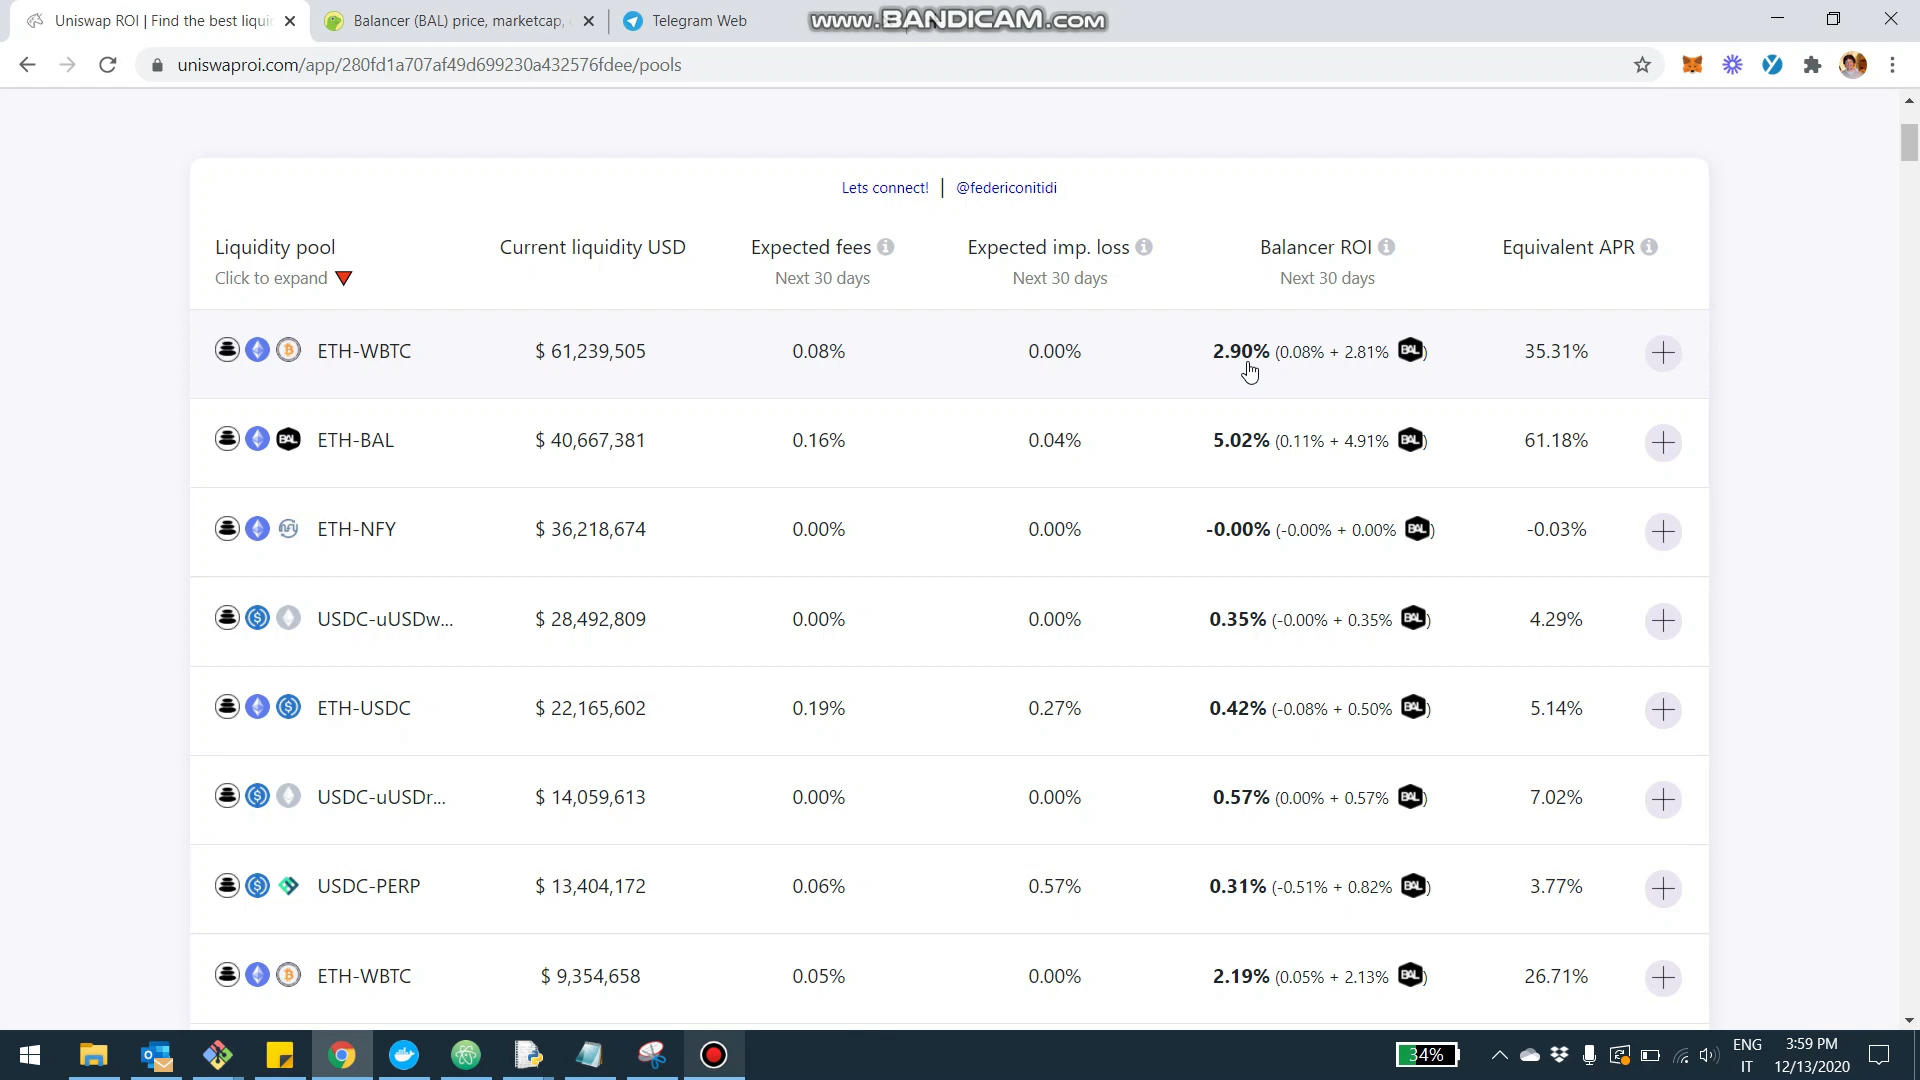 Uniswap ROI | Find the best liqui
Balancer (BAL) price, marketcap,
Telegram Web
www.BANDICAM.com
uniswaproi.com/app/280fd1a707af49d699230a432576fdee/pools
Lets connect! | @federiconitidi
Liquidity pool Current liquidity USD Expected fees Expected imp. loss Balancer ROI Equivalent APR
Click to expand Next 30 days Next 30 days Next 30 days
ETH-WBTC $ 61,239,505 0.08% 0.00% 2.90% (0.08% + 2.81% BAL) 35.31%
BAL ETH-BAL $ 40,667,381 0.16% 0.04% 5.02% (0.11% + 4.91% BAL) 61.18%
ETH-NFY $ 36,218,674 0.00% 0.00% -0.00% (-0.00% + 0.00% BAL) -0.03%
USDC-uUSDw... $ 28,492,809 0.00% 0.00% 0.35% (-0.00% + 0.35% BAL) 4.29%
ETH-USDC $ 22,165,602 0.19% 0.27% 0.42% (-0.08% + 0.50% BAL) 5.14%
USDC-uUSDr... $ 14,059,613 0.00% 0.00% 0.57% (0.00% + 0.57% BAL) 7.02%
USDC-PERP $ 13,404,172 0.06% 0.57% 0.31% (-0.51% + 0.82% BAL) 3.77%
ETH-WBTC $ 9,354,658 0.05% 0.00% 2.19% (0.05% + 2.13% BAL) 26.71%
34% ENG 3:59 PM
IT 12/13/2020